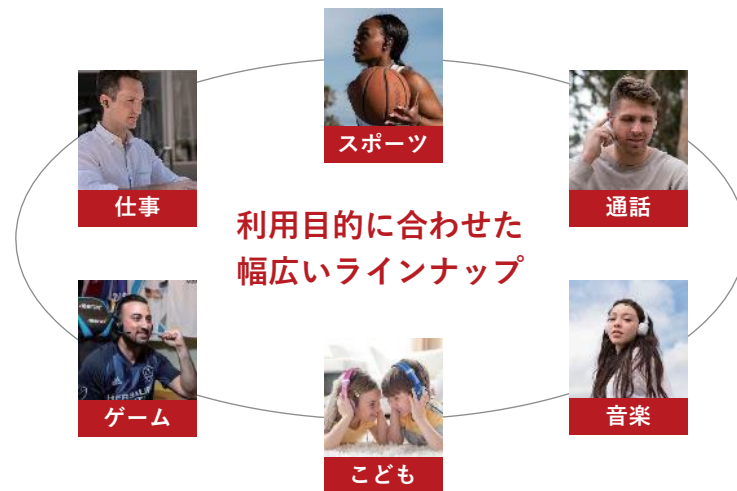 スポーツ
仕事
通話
利用目的に合わせた
幅広いラインナップ
ゲーム
こども
音楽